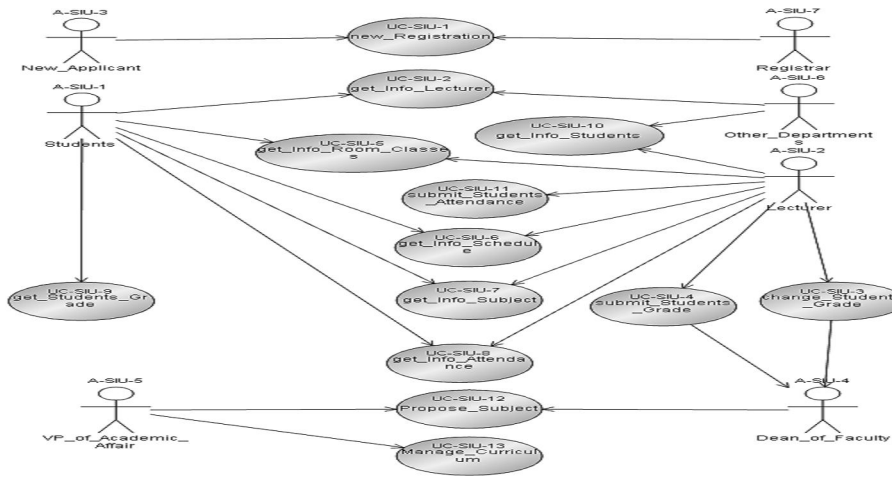 A-SIU-3
New_Applicant
UC-SIU-1
new_Registration
A-SIU-7
Registrar
A-SIU-1
Students
UC-SIU-2
get_Info_Lecturer
A-SIU-6
Other_Department
s
UC-SIU-10
get_Info_Students
UC-SIU-5
get_Info_Room_Class
es
A-SIU-2
Lecturer
UC-SIU-11
submit_Students
_Attendance
UC-SIU-6
get_Info_Schedu
le
UC-SIU-9
get_Students_Gr
ade
UC-SIU-7
get_Info_Subject
UC-SIU-4
submit_Students
_Grade
UC-SIU-3
change_Student
_Grade
UC-SIU-8
get_Info_Attenda
nce
A-SIU-5
VP_of_Academic_
Affair
UC-SIU-12
Propose_Subject
A-SIU-4
Dean_of_Faculty
UC-SIU-13
Manage_Curricul
um